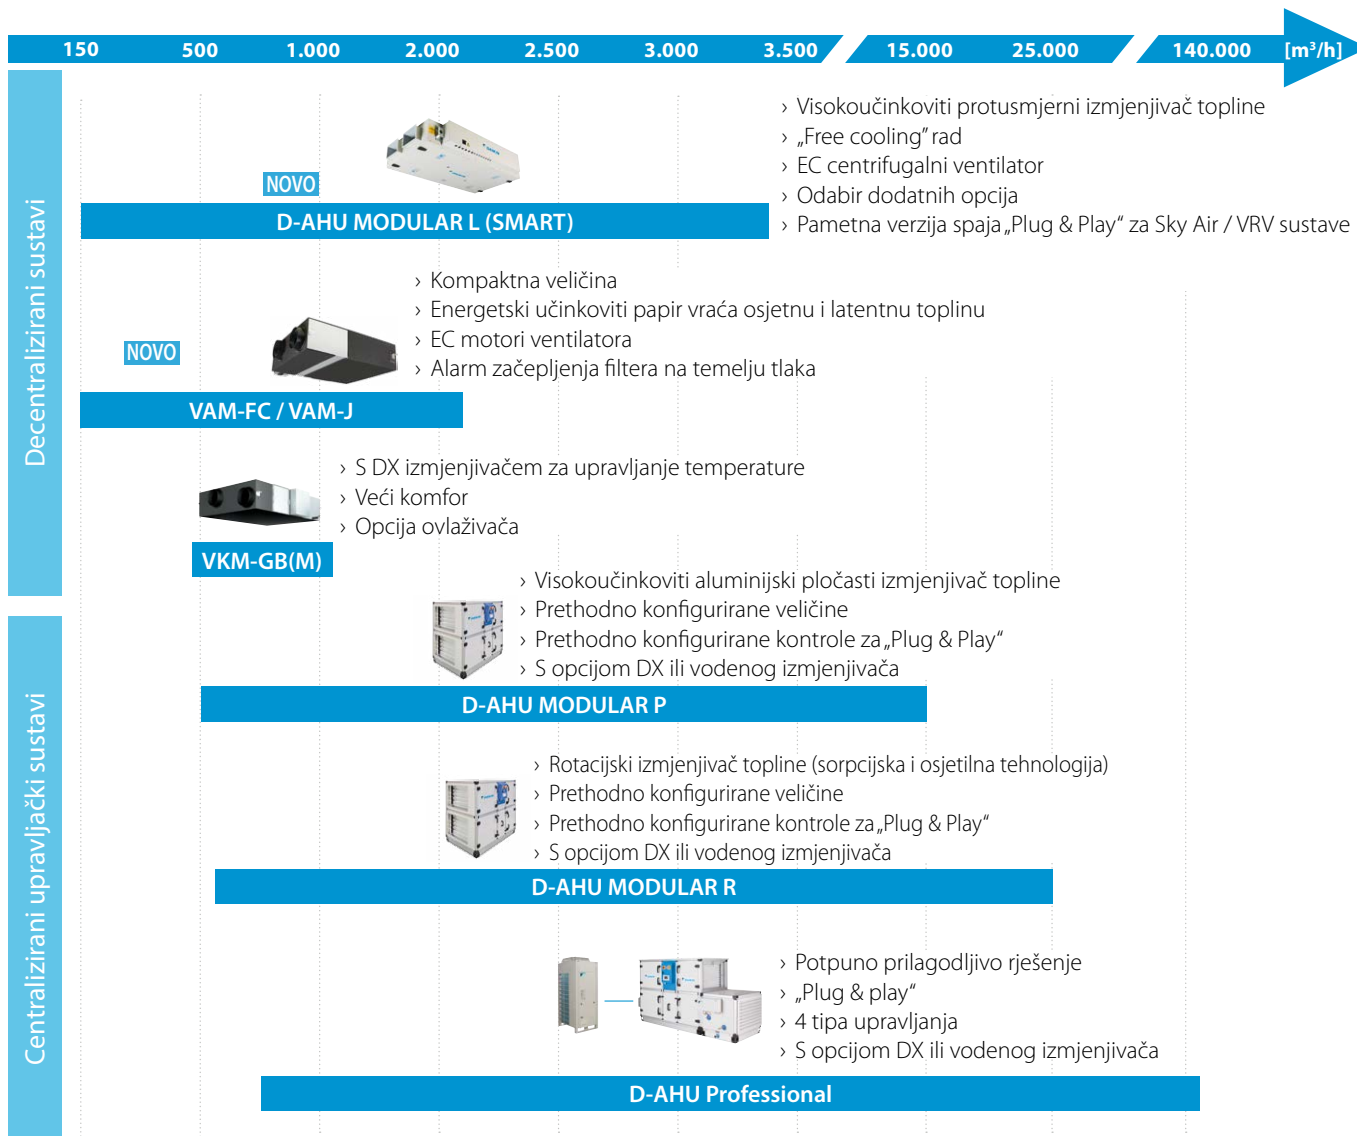 150 500 1.000 2.000 2.500 3.000 3.500 15.000 25.000 140.000 [m³/h]
Decentralizirani sustavi
› Visokoučinkoviti protusmjerni izmjenjivač topline
› „Free cooling” rad
› EC centrifugalni ventilator
› Odabir dodatnih opcija
› Pametna verzija spaja „Plug & Play“ za Sky Air / VRV sustave
NOVO
D-AHU MODULAR L (SMART)
› Kompaktna veličina
› Energetski učinkoviti papir vraća osjetnu i latentnu toplinu
› EC motori ventilatora
› Alarm začepljenja filtera na temelju tlaka
NOVO
VAM-FC / VAM-J
› S DX izmjenjivačem za upravljanje temperature
› Veći komfor
› Opcija ovlaživača
VKM-GB(M)
Centralizirani upravljački sustavi
› Visokoučinkoviti aluminijski pločasti izmjenjivač topline
› Prethodno konfigurirane veličine
› Prethodno konfigurirane kontrole za „Plug & Play“
› S opcijom DX ili vodenog izmjenjivača
D-AHU MODULAR P
› Rotacijski izmjenjivač topline (sorpcijska i osjetilna tehnologija)
› Prethodno konfigurirane veličine
› Prethodno konfigurirane kontrole za „Plug & Play“
› S opcijom DX ili vodenog izmjenjivača
D-AHU MODULAR R
› Potpuno prilagodljivo rješenje
› „Plug & play“
› 4 tipa upravljanja
› S opcijom DX ili vodenog izmjenjivača
D-AHU Professional